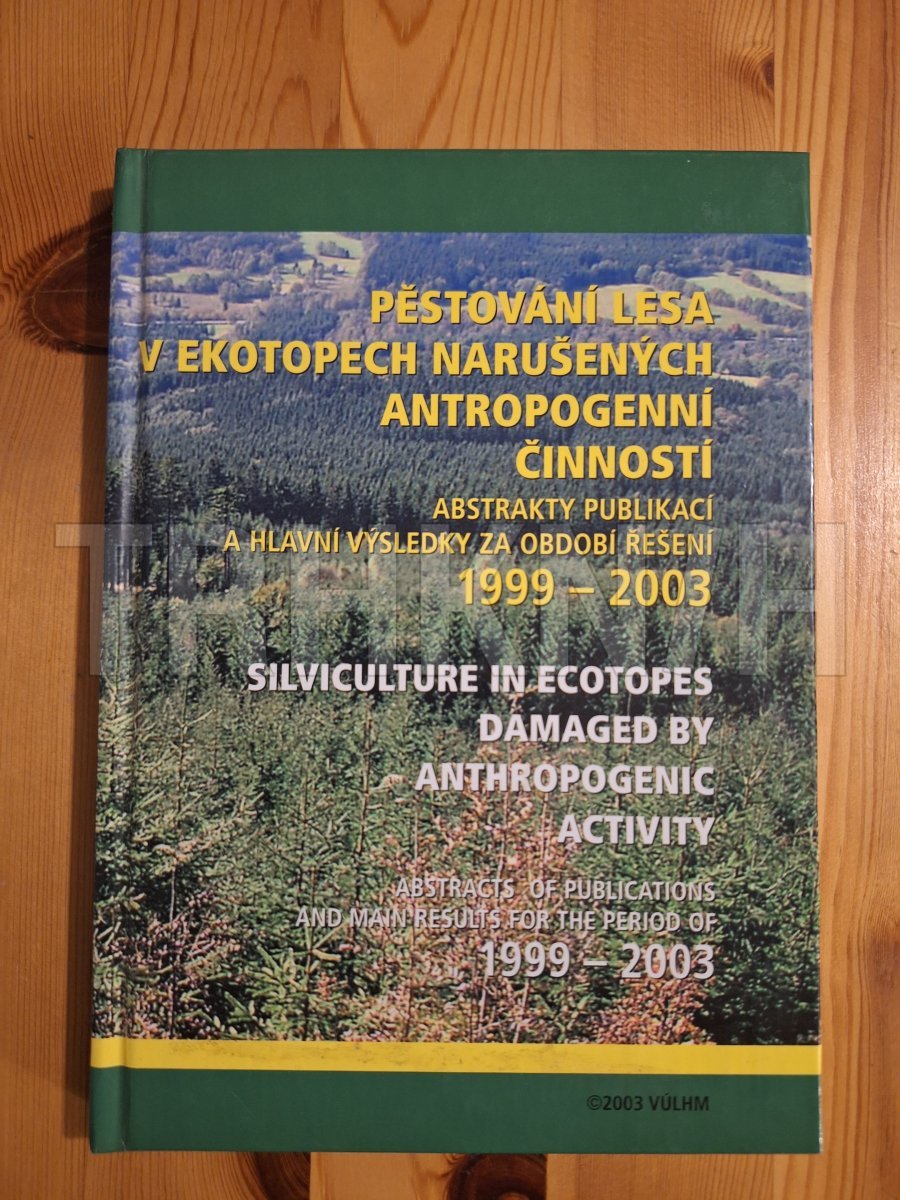 PĚSTOVÁNÍ LESA
V EKOTOPECH NARUŠENÝCH
ANTROPOGENNÍ
ČINNOSTÍ
ABSTRAKTY PUBLIKACÍ
A HLAVNÍ VÝSLEDKY ZA OBDOBÍ ŘEŠENÍ
1999 – 2003
SILVICULTURE IN ECOTOPES
DAMAGED BY
ANTHROPOGENIC
ACTIVITY
ABSTRACTS OF PUBLICATIONS
AND MAIN RESULTS FOR THE PERIOD OF
1999 – 2003
©2003 VÚLHM